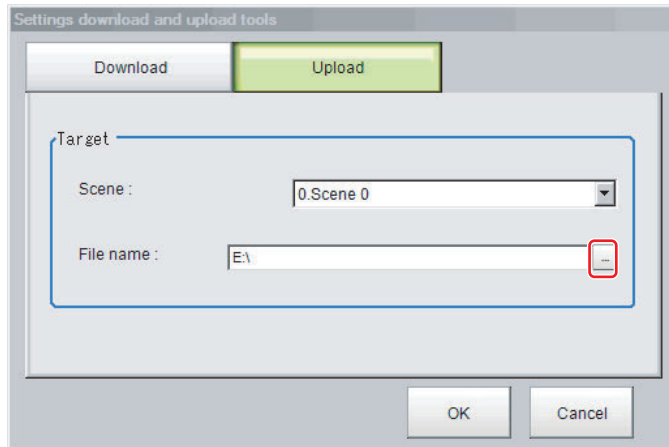 Settings download and upload tools
Download Upload
Target
Scene : 0.Scene 0
File name : E:\ ...
OK Cancel